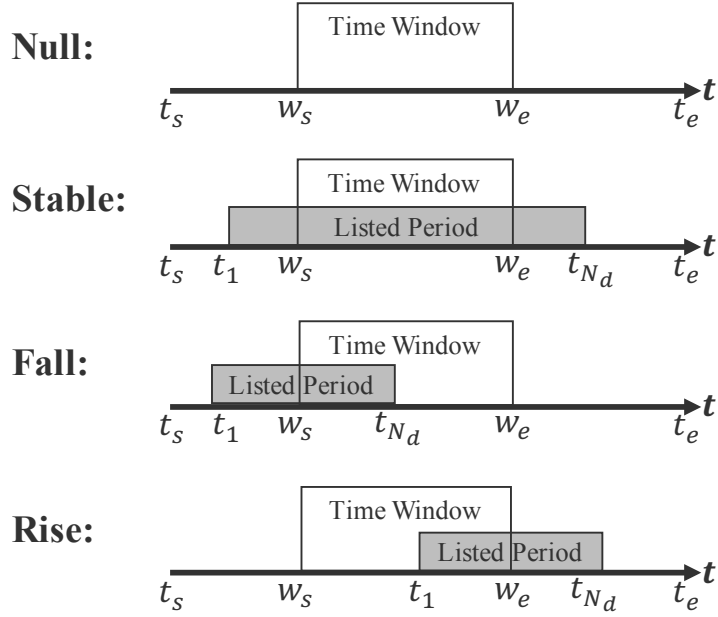 Time Window
Null:
t
t_s w_s w_e t_e
Time Window
Stable:
Listed Period
t
t_s t_1 w_s w_e t_{N_d} t_e
Time Window
Fall:
Listed Period
t
t_s t_1 w_s t_{N_d} w_e t_e
Time Window
Rise:
Listed Period
t
t_s w_s t_1 w_e t_{N_d} t_e